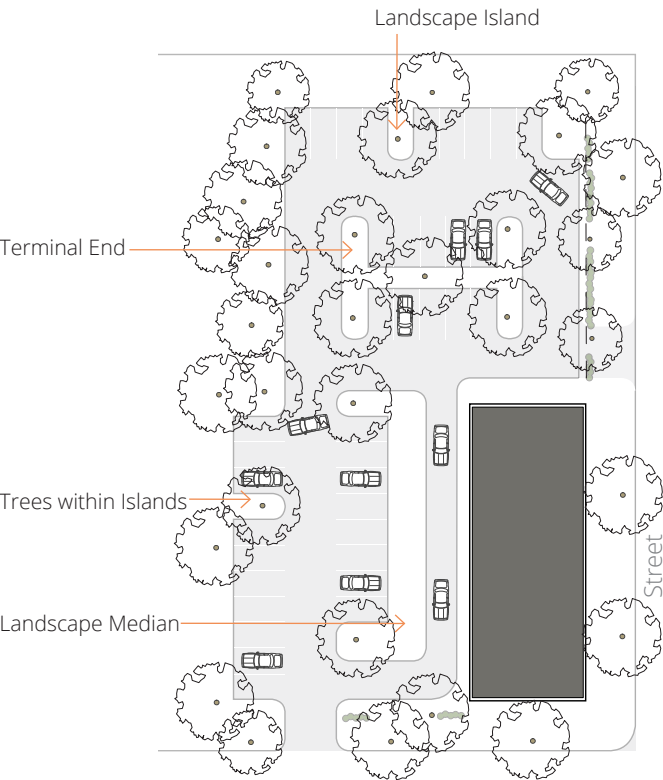 Landscape Island
Terminal End
Trees within Islands
Street
Landscape Median